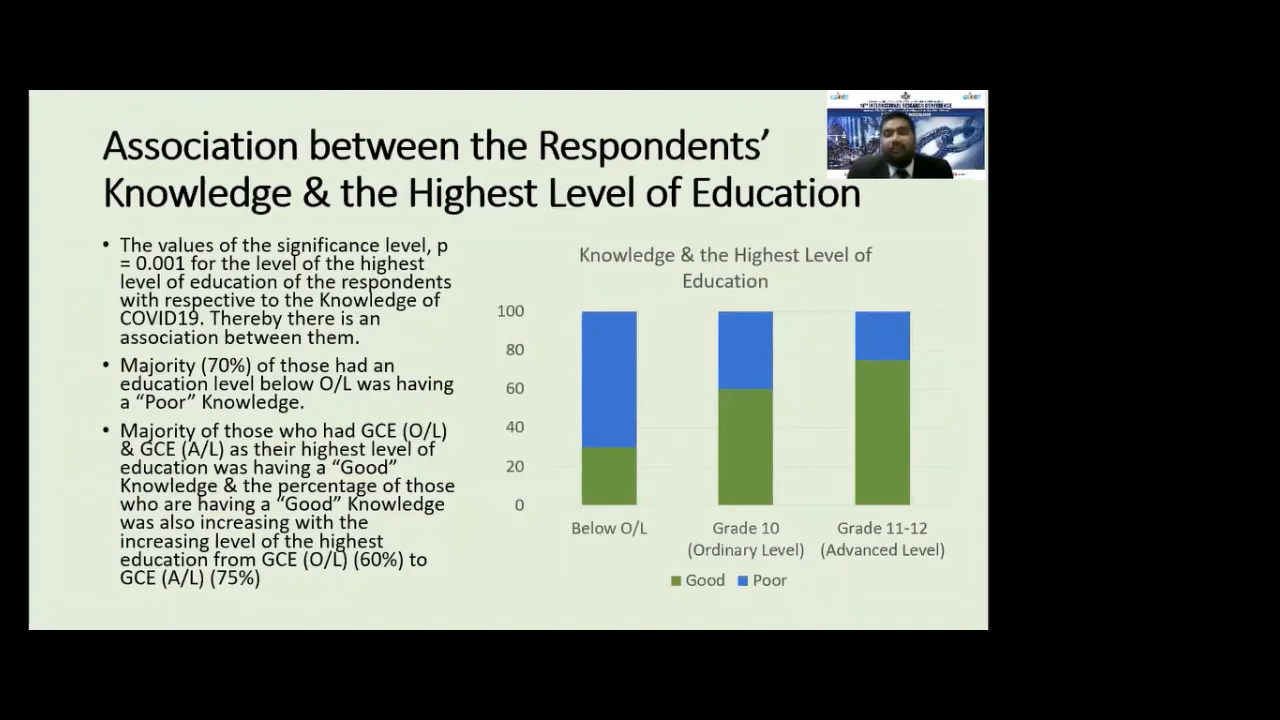 Association between the Respondents’
Knowledge & the Highest Level of Education
• The values of the significance level, p
= 0.001 for the level of the highest
level of education of the respondents
with respective to the Knowledge of
COVID19. Thereby there is an
association between them.
• Majority (70%) of those had an
education level below O/L was having
a “Poor” Knowledge.
• Majority of those who had GCE (O/L)
& GCE (A/L) as their highest level of
education was having a “Good”
Knowledge & the percentage of those
who are having a “Good” Knowledge
was also increasing with the
increasing level of the highest
education from GCE (O/L) (60%) to
GCE (A/L) (75%)
Knowledge & the Highest Level of
Education
100
80
60
40
20
0
Below O/L
Grade 10
(Ordinary Level)
Grade 11-12
(Advanced Level)
Good Poor
INTERNATIONAL RESEARCH CONFERENCE